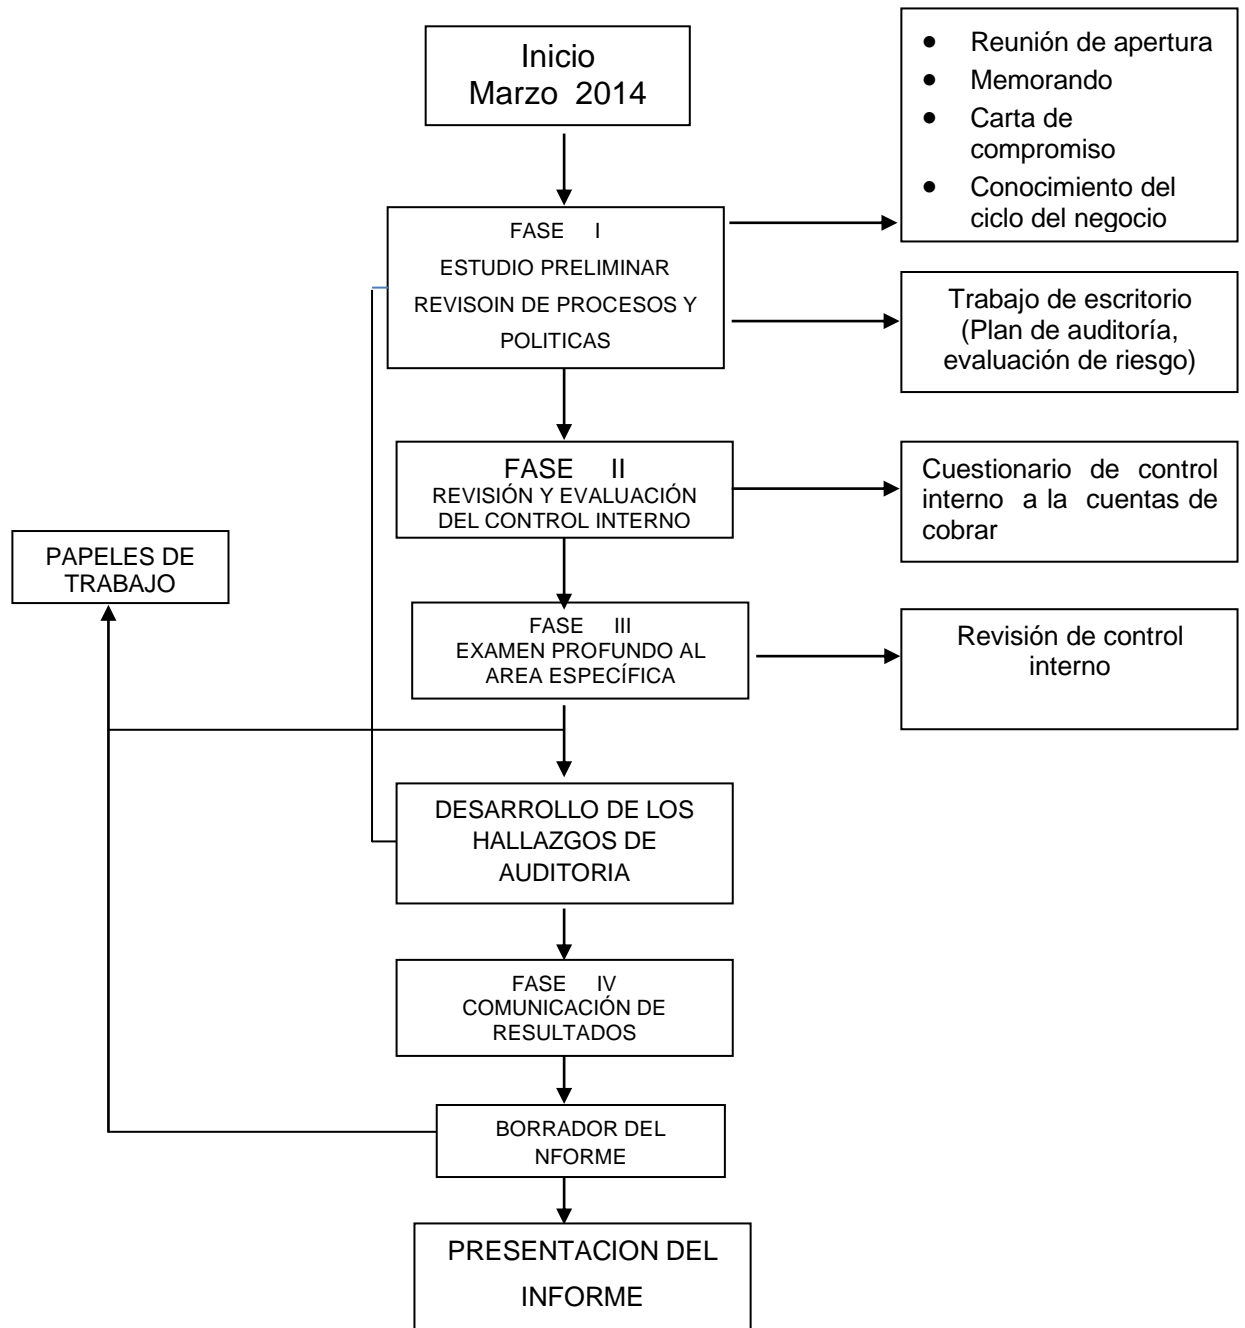 Inicio
Marzo 2014
• Reunión de apertura
• Memorando
• Carta de
compromiso
• Conocimiento del
ciclo del negocio
FASE I
ESTUDIO PRELIMINAR
REVISOIN DE PROCESOS Y
POLITICAS
Trabajo de escritorio
(Plan de auditoría,
evaluación de riesgo)
FASE II
REVISIÓN Y EVALUACIÓN
DEL CONTROL INTERNO
Cuestionario de control
interno a la cuentas de
cobrar
PAPELES DE
TRABAJO
FASE III
EXAMEN PROFUNDO AL
AREA ESPECÍFICA
Revisión de control
interno
DESARROLLO DE LOS
HALLAZGOS DE
AUDITORIA
FASE IV
COMUNICACIÓN DE
RESULTADOS
BORRADOR DEL
NFORME
PRESENTACION DEL
INFORME